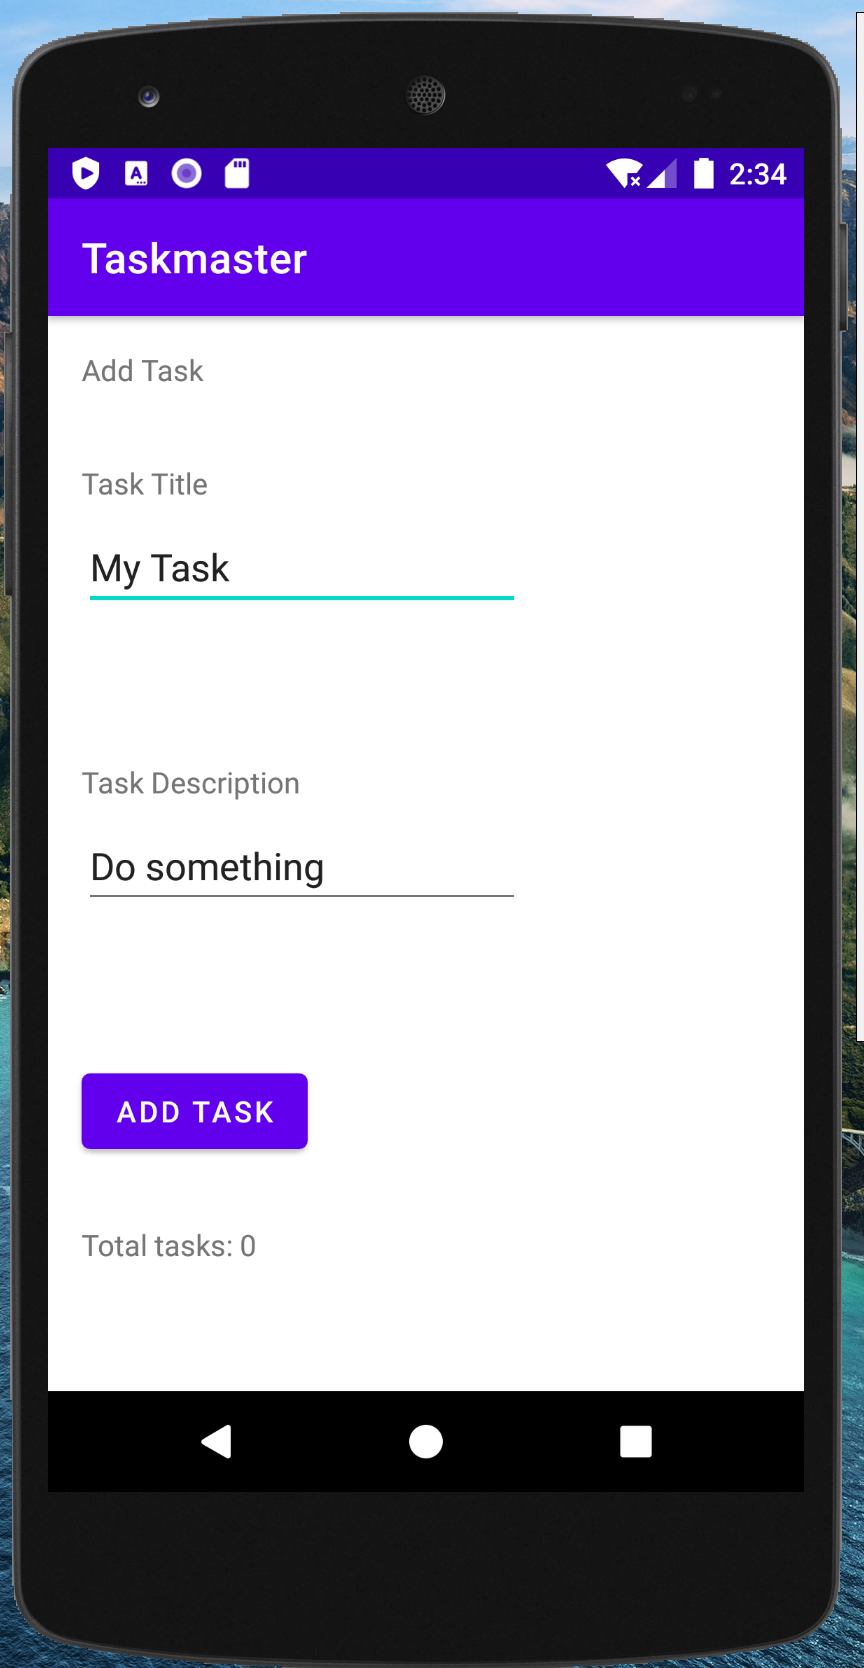 2:34
Taskmaster
Add Task
Task Title
My Task
Task Description
Do something
ADD TASK
Total tasks: 0